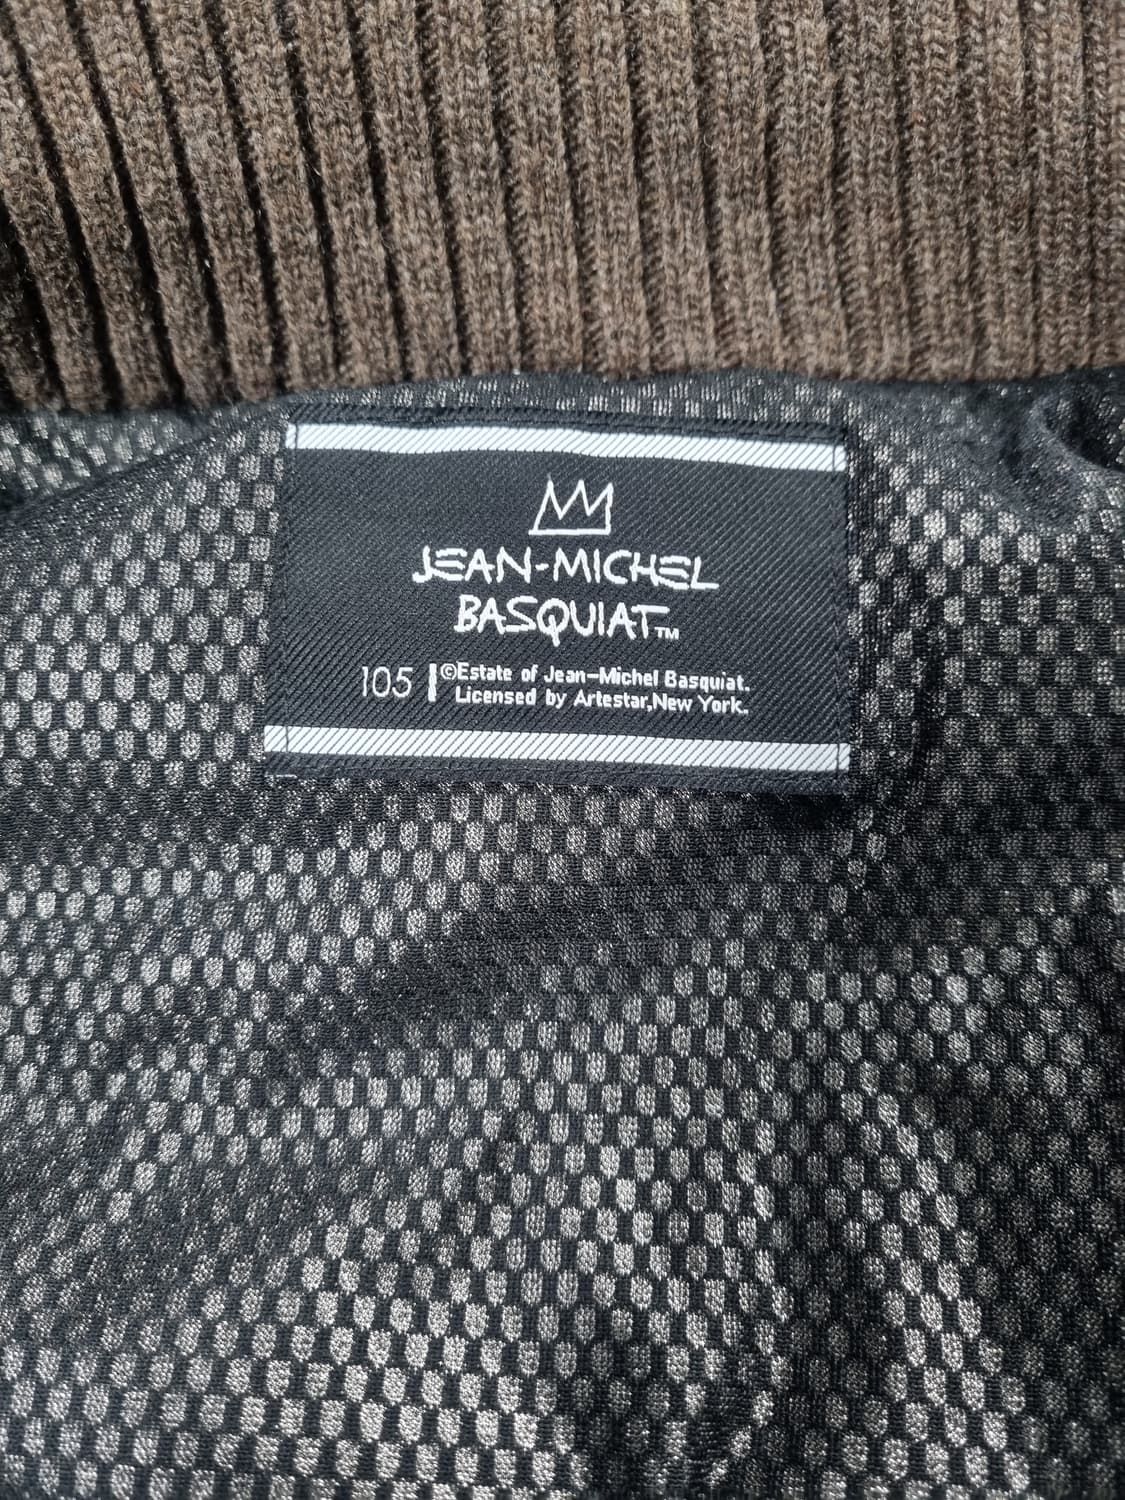 JEAN-MICHEL
BASQUIAT™
105 ©Estate of Jean-Michel Basquiat.
Licensed by Artestar,New York.